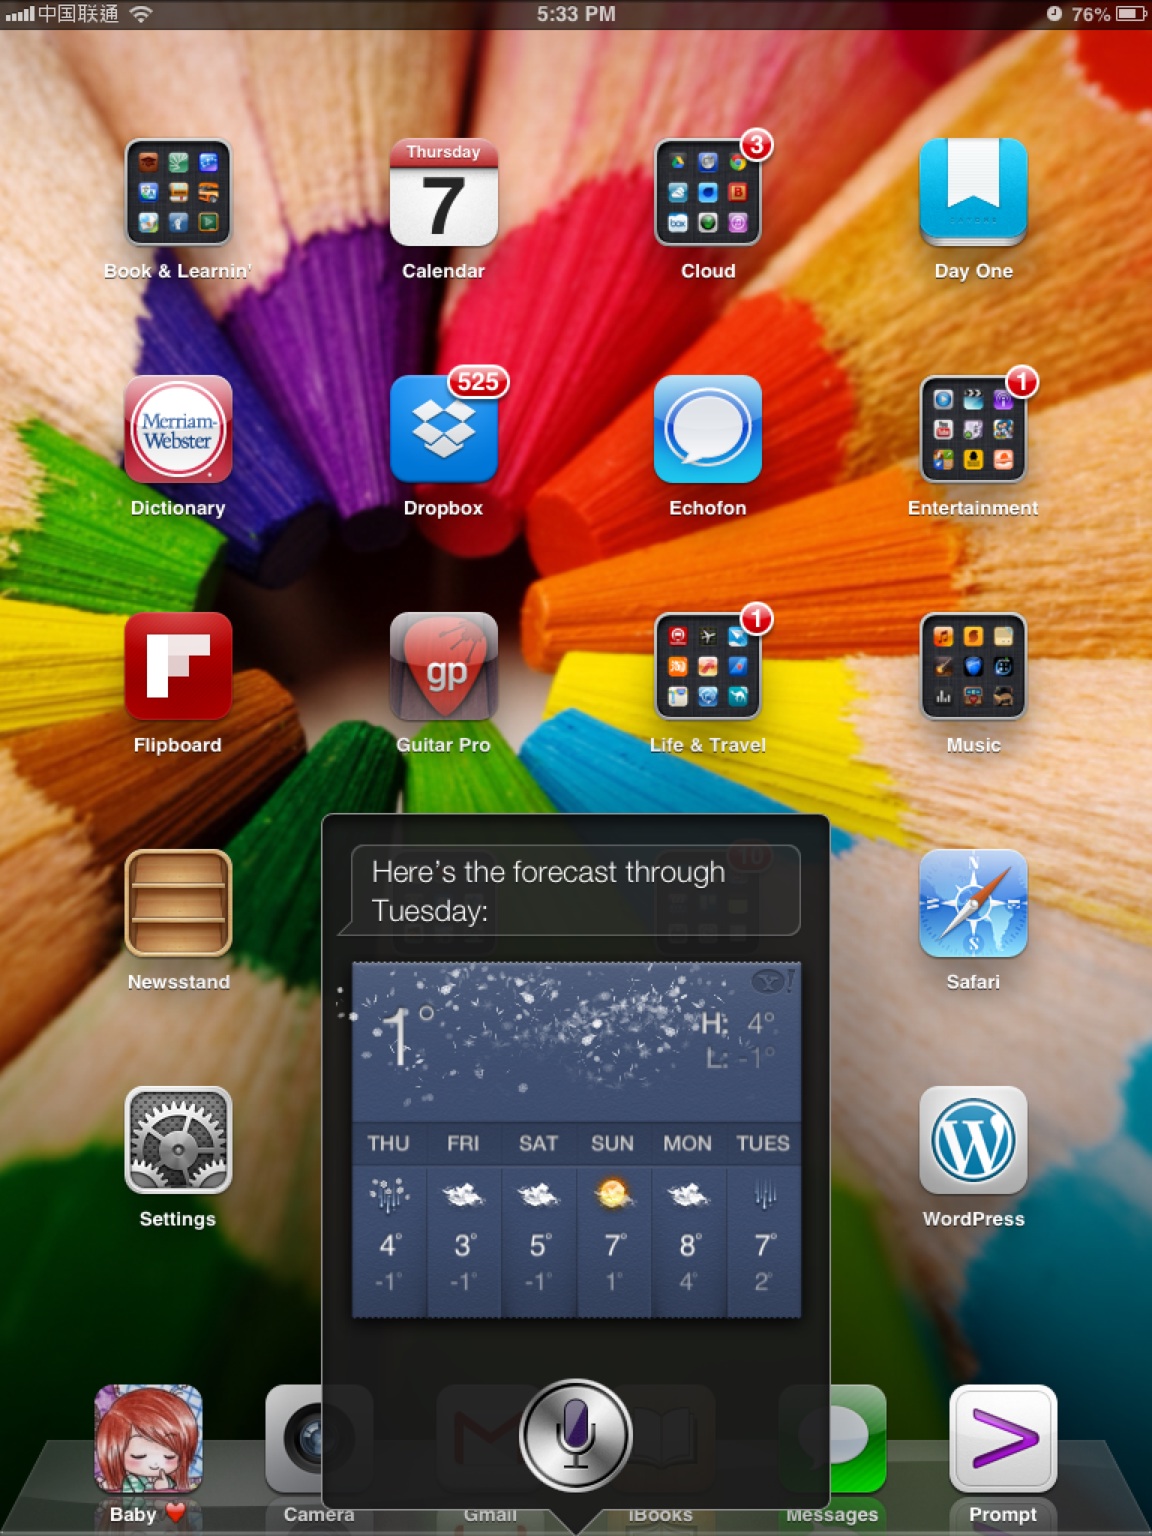 中国联通
5:33 PM
76%
Thursday
7
3
Book & Learnin'
Calendar
Cloud
Day One
Merriam-
Webster
525
1
Dictionary
Dropbox
Echofon
Entertainment
gp
1
Flipboard
Guitar Pro
Life & Travel
Music
10
Here's the forecast through
Tuesday:
Newsstand
Safari
N
W
E
S
Y!
1°
H: 4°
L: -1°
THU FRI SAT SUN MON TUES
4° 3° 5° 7° 8° 7°
-1° -1° -1° 1° 4° 2°
W
Settings
WordPress
Baby ❤
Camera
Gmail
iBooks
Messages
Prompt